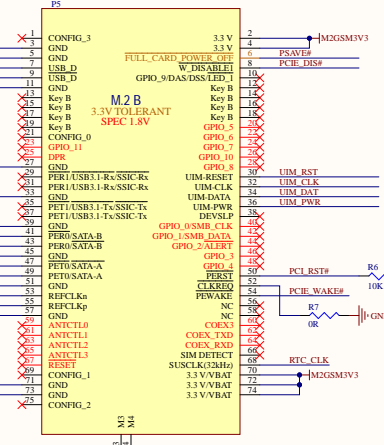 P5
1 CONFIG_3 3.3 V 2
3 GND 3.3 V 4 M2GSM3V3
5 GND FULL_CARD_POWER_OFF 6 PSAVE#
7 USB_D W_DISABLE1 8 PCIE_DIS#
9 USB_D GPIO_9/DAS/DSS/LED_1 10
11 GND Key B 12
13 Key B Key B 14
M.2 B
15 Key B Key B 16
3.3V TOLERANT
17 Key B Key B 18
SPEC 1.8V
19 Key B GPIO_5 20
21 CONFIG_0 GPIO_6 22
23 GPIO_11 GPIO_7 24
25 DPR GPIO_10 26
27 GND GPIO_8 28
29 PER1/USB3.1-Rx/SSIC-Rx UIM-RESET 30 UIM_RST
31 PER1/USB3.1-Rx/SSIC-Rx UIM-CLK 32 UIM_CLK
33 GND UIM-DATA 34 UIM_DAT
35 PET1/USB3.1-Tx/SSIC-Tx UIM-PWR 36 UIM_PWR
37 PET1/USB3.1-Tx/SSIC-Tx DEVSLP 38
39 GND GPIO_0/SMB_CLK 40
41 PER0/SATA-B GPIO_1/SMB_DATA 42
43 PER0/SATA-B GPIO_2/ALERT 44
45 GND GPIO_3 46
47 PET0/SATA-A GPIO_4 48
49 PET0/SATA-A PERST 50 PCI_RST# R6
51 GND CLKREQ 52 10K
53 REFCLKn PEWAKE 54 PCIE_WAKE#
55 REFCLKp NC 56 R7
57 GND NC 58 GN
59 ANTCTL0 COEX3 60 0R
61 ANTCTL1 COEX_TXD 62
63 ANTCTL2 COEX_RXD 64
65 ANTCTL3 SIM DETECT 66
67 RESET SUSCLK(32kHz) 68 RTC_CLK
69 CONFIG_1 3.3 V/VBAT 70 M2GSM3V3
71 GND 3.3 V/VBAT 72
73 GND 3.3 V/VBAT 74
75 CONFIG_2
M3 M4